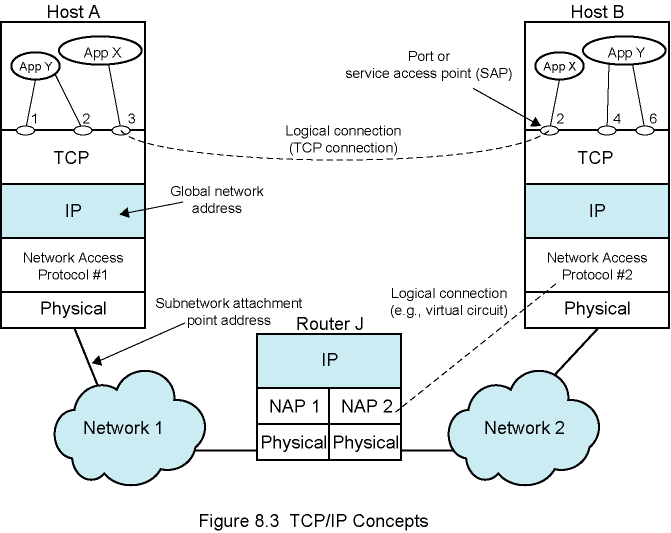 Host A
Host B
App Y
App X
1
2
3
TCP
IP
Network Access
Protocol #1
Physical
Port or
service access point (SAP)
App X
App Y
2
4
6
TCP
IP
Network Access
Protocol #2
Physical
Logical connection
(TCP connection)
Global network
address
Subnetwork attachment
point address
Logical connection
(e.g., virtual circuit)
Router J
IP
NAP 1
NAP 2
Physical
Physical
Network 1
Network 2
Figure 8.3 TCP/IP Concepts